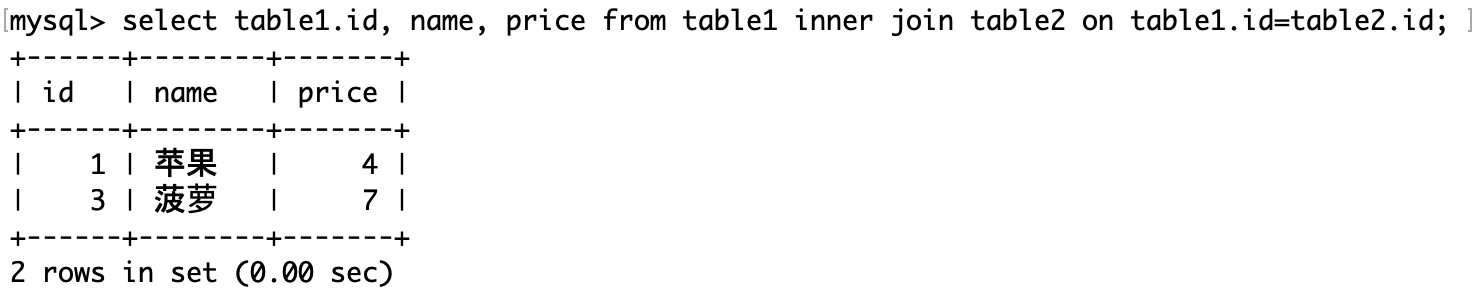 [mysql> select table1.id, name, price from table1 inner join table2 on table1.id=table2.id; ]
+------+--------+-------+
| id   | name   | price |
+------+--------+-------+
|    1 | 苹果   |     4 |
|    3 | 菠萝   |     7 |
+------+--------+-------+
2 rows in set (0.00 sec)